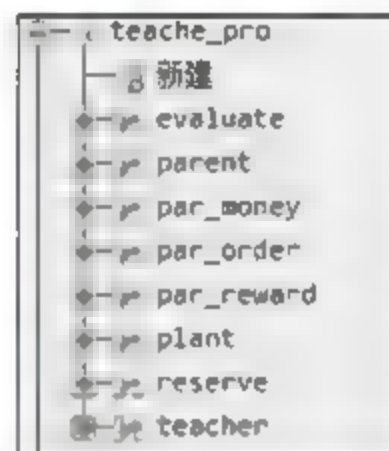 teache_pro
新建
evaluate
parent
par_money
par_order
par_reward
plant
reserve
teacher